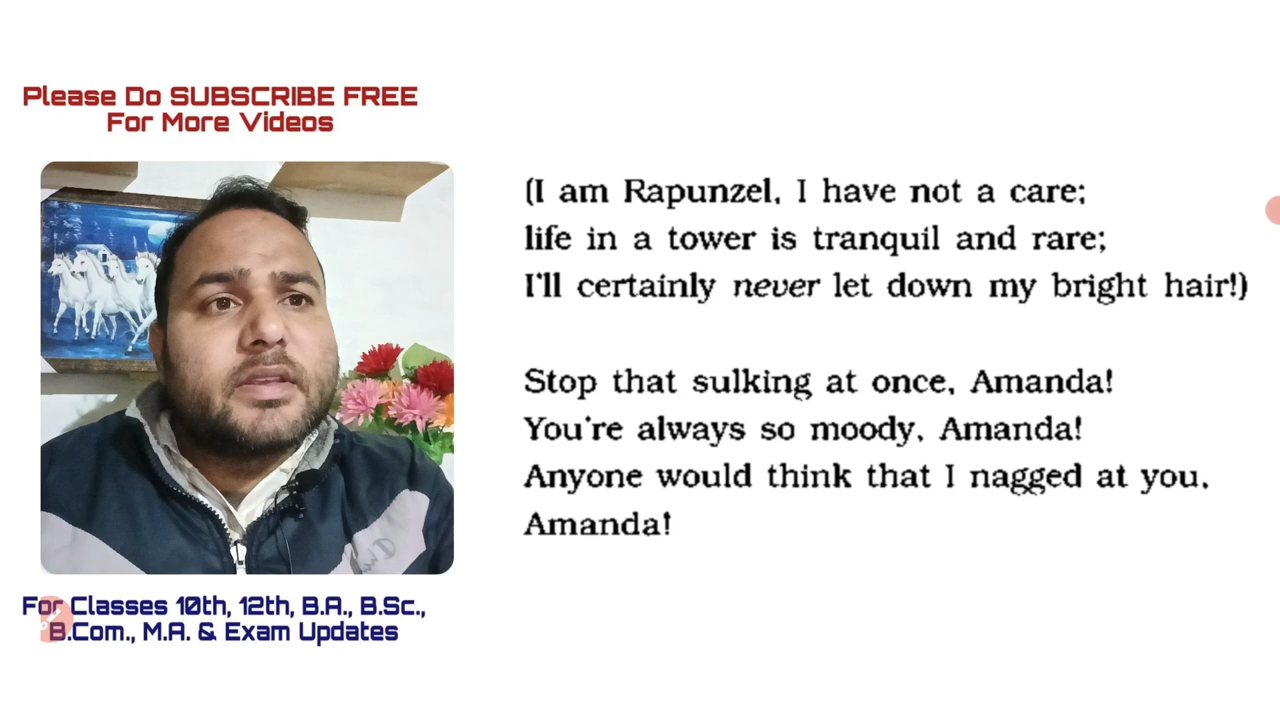 Please Do SUBSCRIBE FREE
For More Videos
(I am Rapunzel, I have not a care;
life in a tower is tranquil and rare;
I'll certainly never let down my bright hair!)
Stop that sulking at once, Amanda!
You're always so moody, Amanda!
Anyone would think that I nagged at you,
Amanda!
For Classes 10th, 12th, B.A., B.Sc.,
B.Com., M.A. & Exam Updates